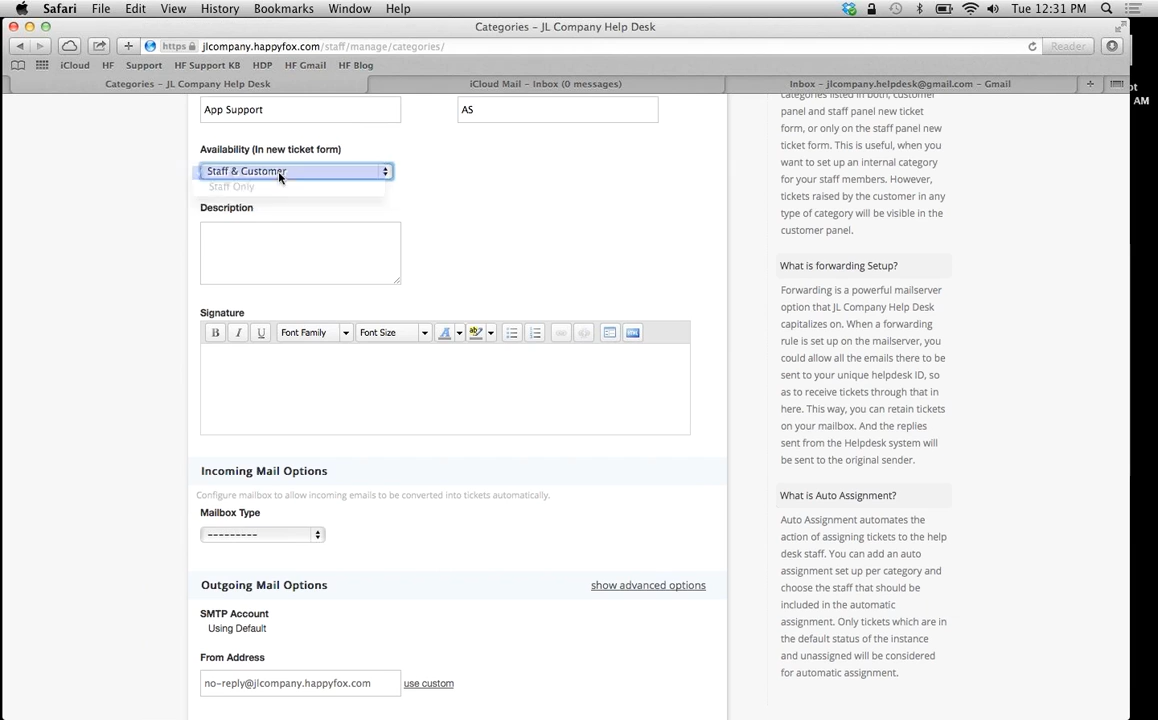 Safari File Edit View History Bookmarks Window Help Tue 12:31 PM
Categories – JL Company Help Desk
https jlcompany.happyfox.com/staff/manage/categories/ Reader
iCloud HF Support HF Support KB HDP HF Gmail HF Blog
Categories – JL Company Help Desk iCloud Mail – Inbox (0 messages) Inbox – jlcompany.helpdesk@gmail.com – Gmail
AM
App Support AS
Availability (In new ticket form)
Staff & Customer
Staff Only
Description
Signature
B I U Font Family Font Size
Incoming Mail Options
Configure mailbox to allow incoming emails to be converted into tickets automatically.
Mailbox Type
---------
Outgoing Mail Options show advanced options
SMTP Account
Using Default
From Address
no-reply@jlcompany.happyfox.com use custom
categories listed in both, customer
panel and staff panel new ticket
form, or only on the staff panel new
ticket form. This is useful, when you
want to set up an internal category
for your staff members. However,
tickets raised by the customer in any
type of category will be visible in the
customer panel.
What is forwarding Setup?
Forwarding is a powerful mailserver
option that JL Company Help Desk
capitalizes on. When a forwarding
rule is set up on the mailserver, you
could allow all the emails there to be
sent to your unique helpdesk ID, so
as to receive tickets through that in
here. This way, you can retain tickets
on your mailbox. And the replies
sent from the Helpdesk system will
be sent to the original sender.
What is Auto Assignment?
Auto Assignment automates the
action of assigning tickets to the help
desk staff. You can add an auto
assignment set up per category and
choose the staff that should be
included in the automatic
assignment. Only tickets which are in
the default status of the instance
and unassigned will be considered
for automatic assignment.